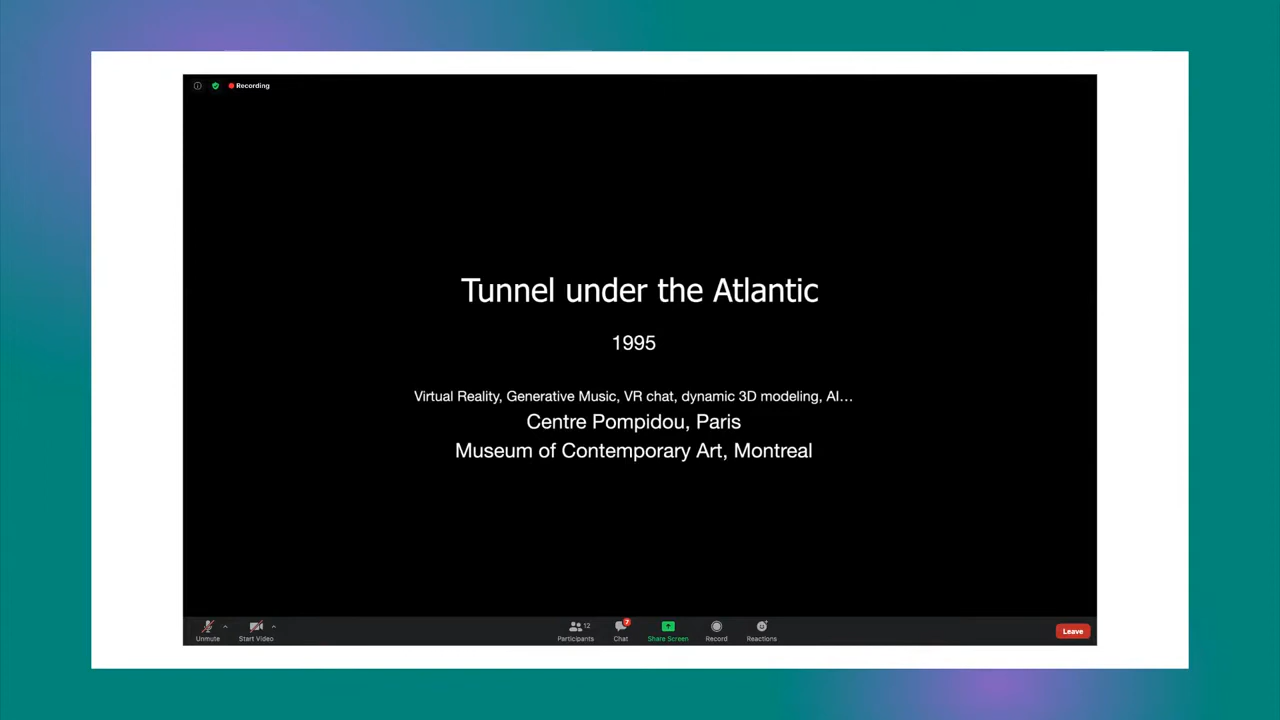 Recording
Tunnel under the Atlantic
1995
Virtual Reality, Generative Music, VR chat, dynamic 3D modeling, AI…
Centre Pompidou, Paris
Museum of Contemporary Art, Montreal
12
7
Unmute
Start Video
Participants
Chat
Share Screen
Record
Reactions
Leave